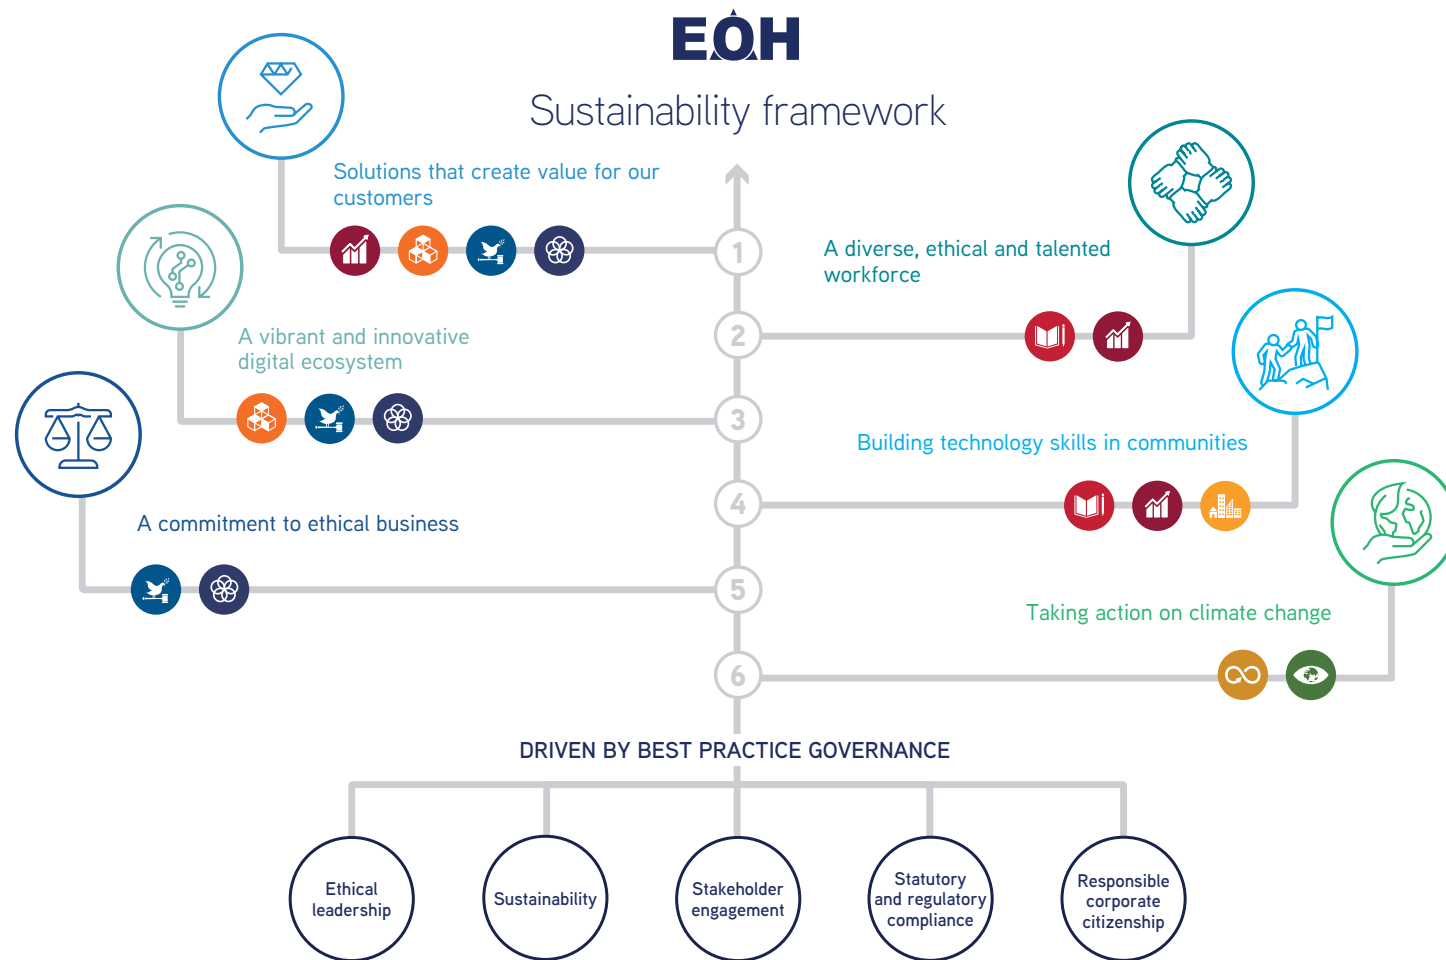 EOH
Sustainability framework
Solutions that create value for our
customers
1
A diverse, ethical and talented
workforce
2
A vibrant and innovative
digital ecosystem
3
Building technology skills in communities
4
A commitment to ethical business
5
Taking action on climate change
6
DRIVEN BY BEST PRACTICE GOVERNANCE
Ethical
leadership
Sustainability
Stakeholder
engagement
Statutory
and regulatory
compliance
Responsible
corporate
citizenship